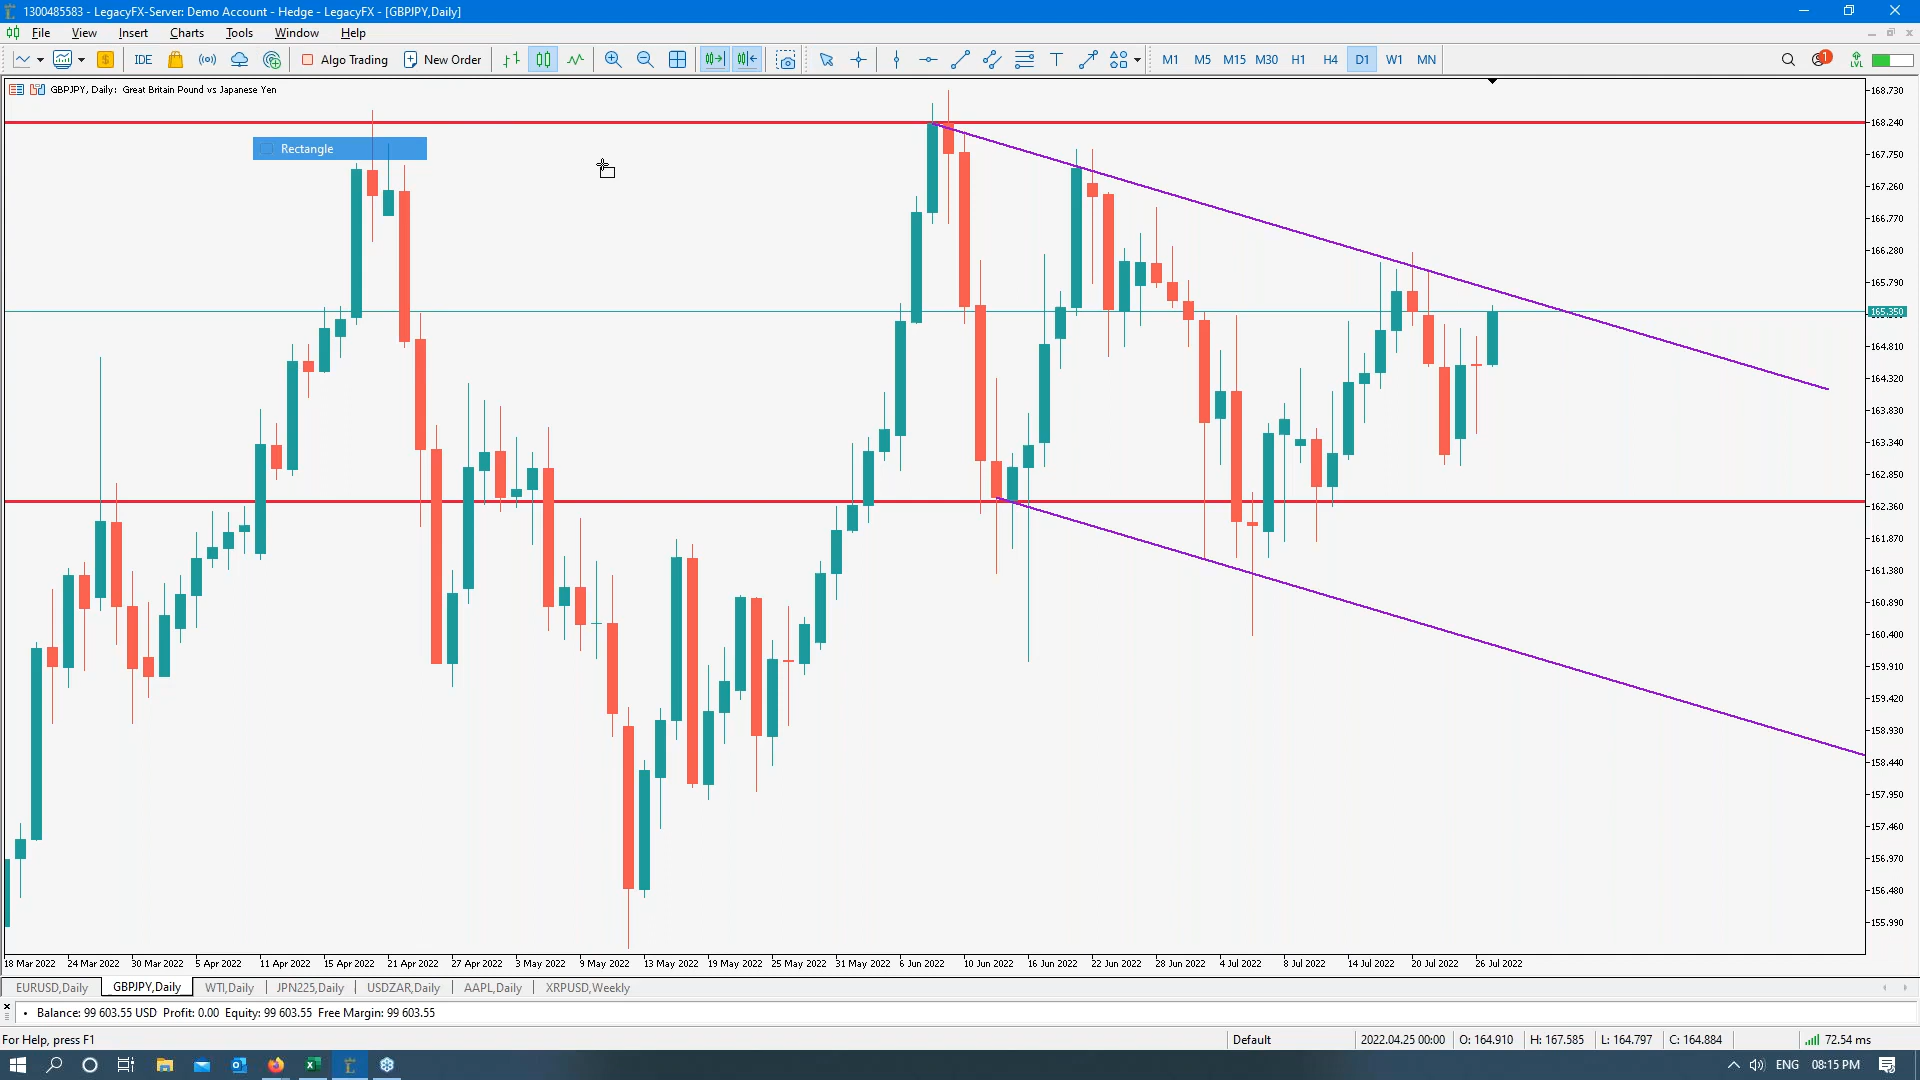 1300485583 - LegacyFX-Server: Demo Account - Hedge - LegacyFX - [GBPJPY,Daily]
File View Insert Charts Tools Window Help
IDE Algo Trading New Order M1 M5 M15 M30 H1 H4 D1 W1 MN 1 LVL
GBPJPY, Daily: Great Britain Pound vs Japanese Yen
Rectangle
168.730
168.240
167.750
167.260
166.770
166.280
165.790
165.350
164.810
164.320
163.830
163.340
162.850
162.360
161.870
161.380
160.890
160.400
159.910
159.420
158.930
158.440
157.950
157.460
156.970
156.480
155.990
18 Mar 2022 24 Mar 2022 30 Mar 2022 5 Apr 2022 11 Apr 2022 15 Apr 2022 21 Apr 2022 27 Apr 2022 3 May 2022 9 May 2022 13 May 2022 19 May 2022 25 May 2022 31 May 2022 6 Jun 2022 10 Jun 2022 16 Jun 2022 22 Jun 2022 28 Jun 2022 4 Jul 2022 8 Jul 2022 14 Jul 2022 20 Jul 2022 26 Jul 2022
EURUSD,Daily GBPJPY,Daily WTI,Daily JPN225,Daily USDZAR,Daily AAPL,Daily XRPUSD,Weekly
• Balance: 99 603.55 USD Profit: 0.00 Equity: 99 603.55 Free Margin: 99 603.55
For Help, press F1 Default 2022.04.25 00:00 O: 164.910 H: 167.585 L: 164.797 C: 164.884 72.54 ms
ENG 08:15 PM